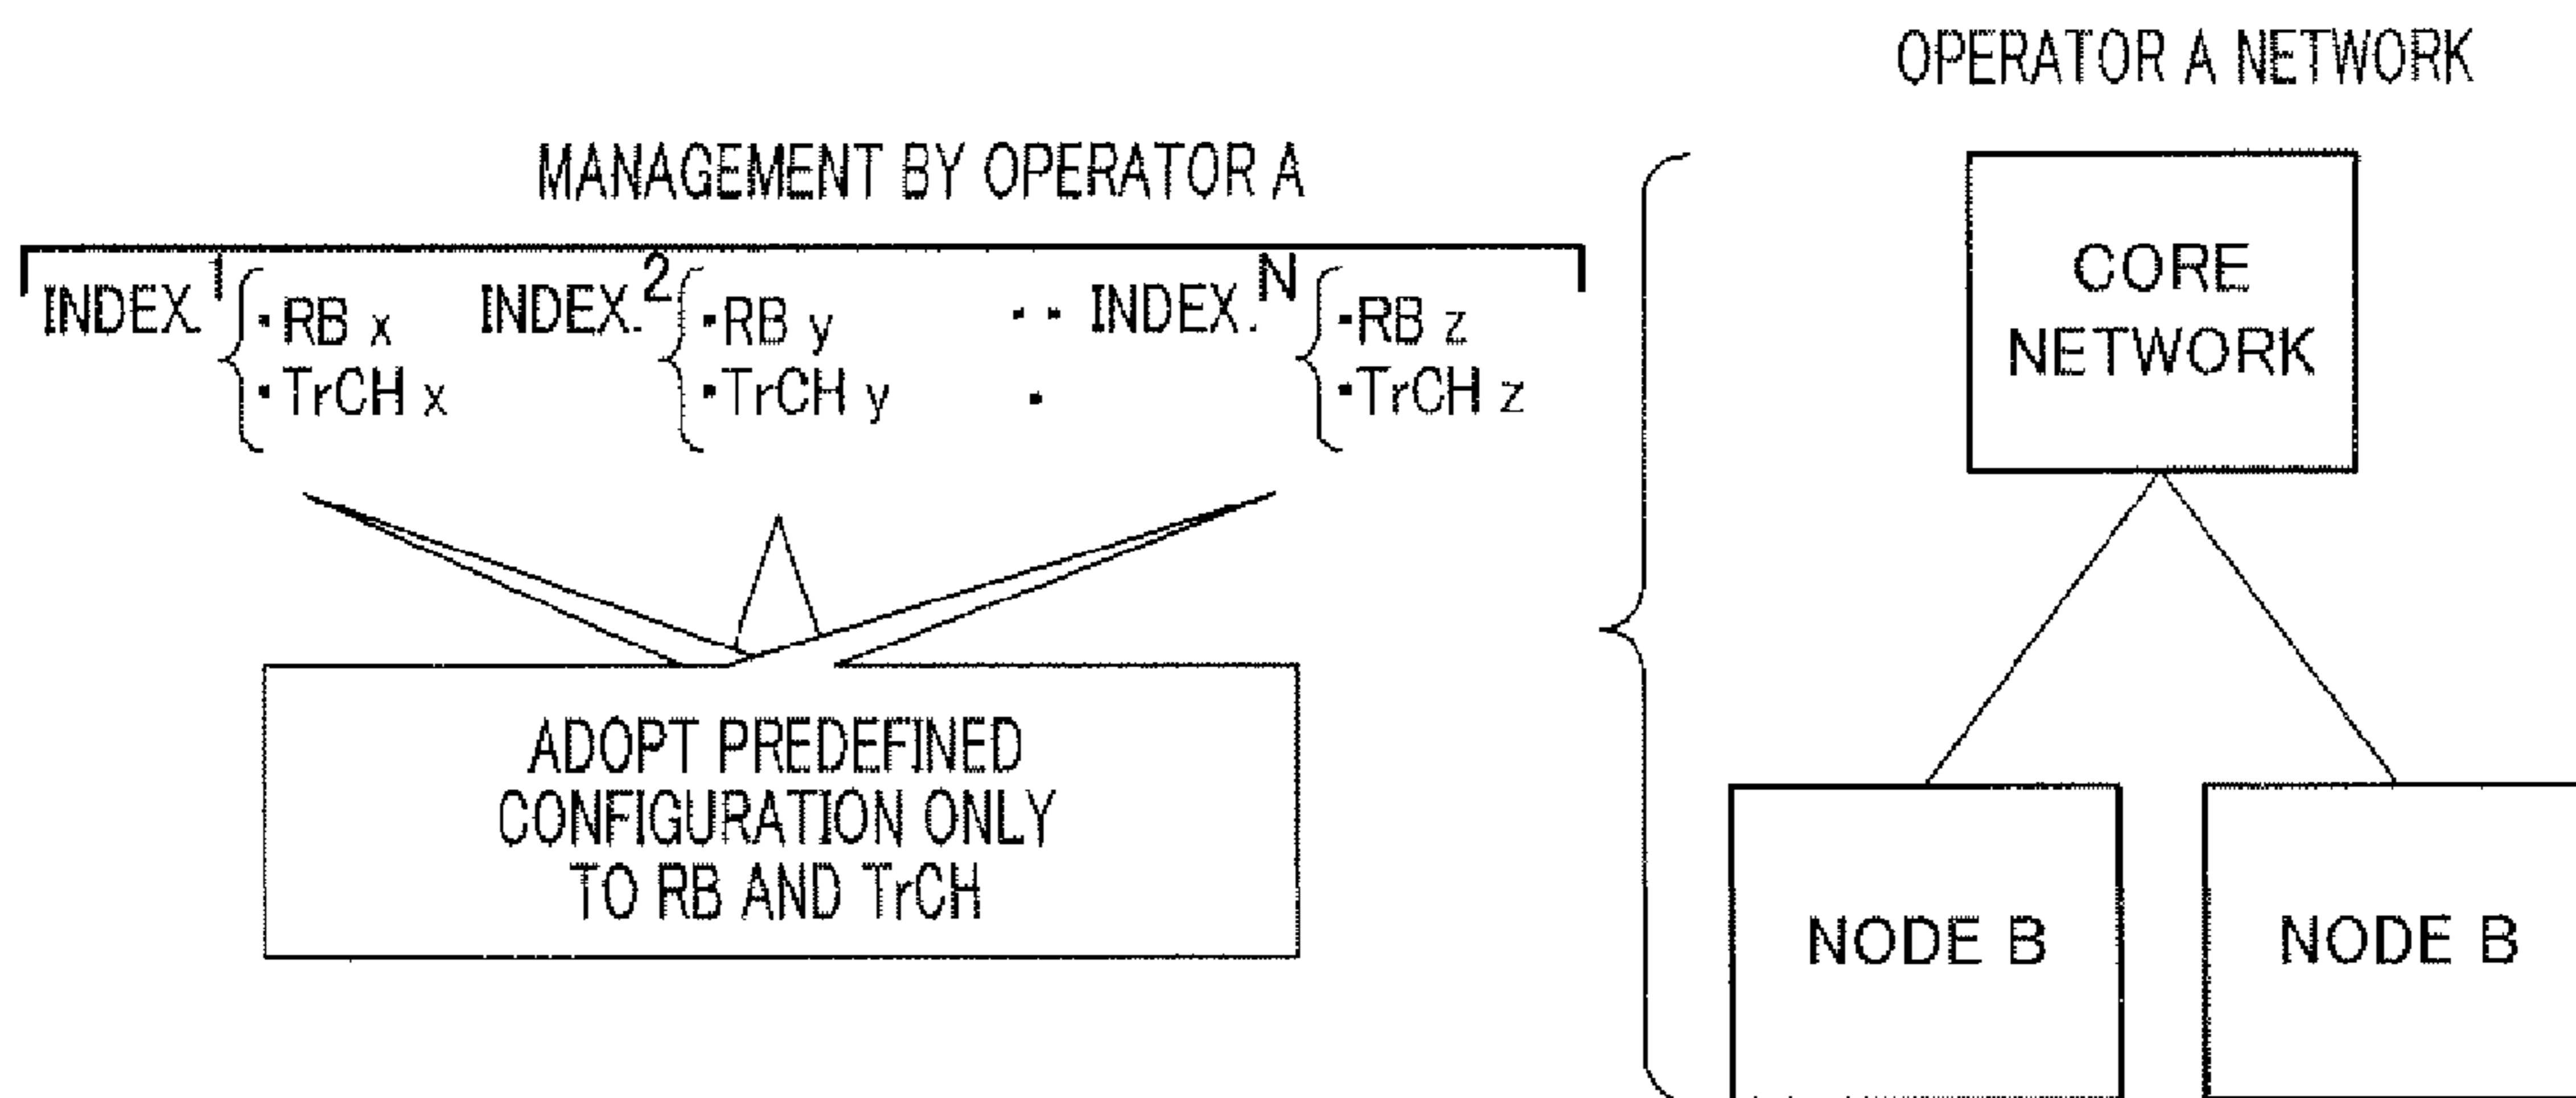 OPERATOR A NETWORK
MANAGEMENT BY OPERATOR A
INDEX.1 ・RB x ・TrCH x
INDEX.2 ・RB y ・TrCH y
INDEX.N ・RB z ・TrCH z
ADOPT PREDEFINED
CONFIGURATION ONLY
TO RB AND TrCH
CORE
NETWORK
NODE B
NODE B